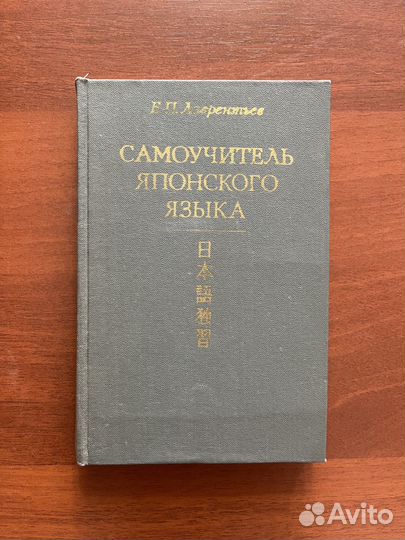 Б.П. Лаврентьев
САМОУЧИТЕЛЬ
ЯПОНСКОГО
ЯЗЫКА
日本語独習
Avito